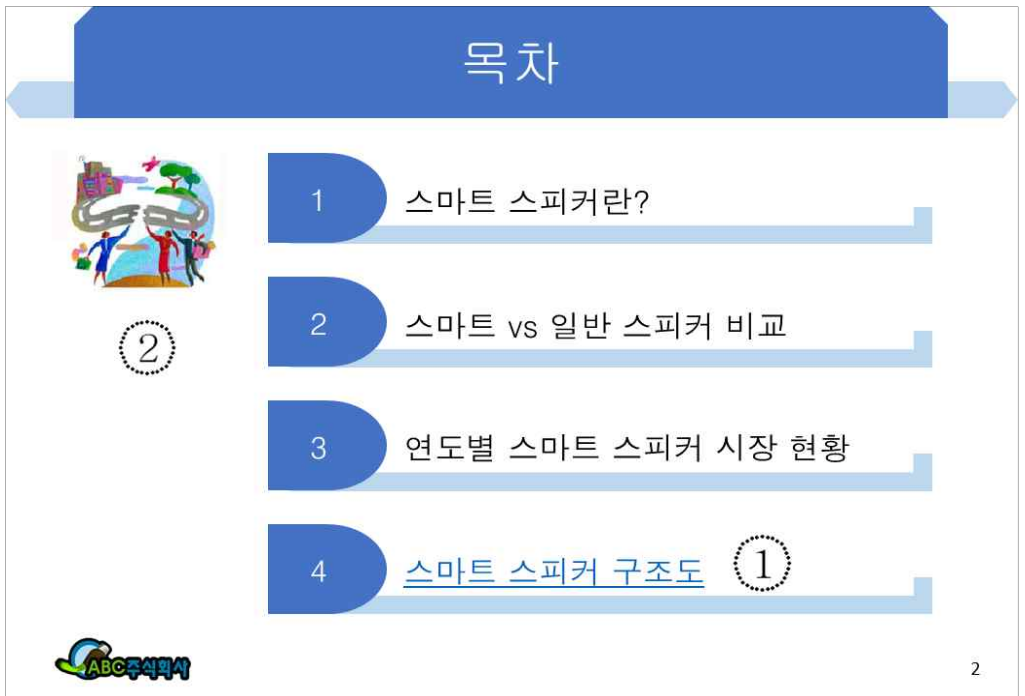 목차
1 스마트 스피커란?
2 스마트 vs 일반 스피커 비교
②
3 연도별 스마트 스피커 시장 현황
4 스마트 스피커 구조도 ①
ABC주식회사
2